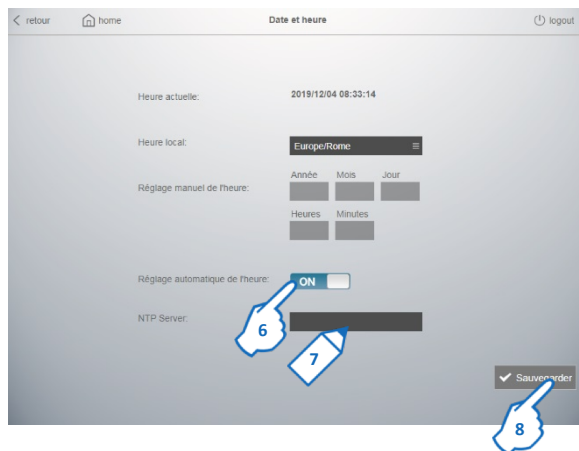 retour
home
Date et heure
logout
Heure actuelle:
2019/12/04 08:33:14
Heure local:
Europe/Rome
Réglage manuel de l'heure:
Année Mois Jour
Heures Minutes
Réglage automatique de l'heure:
ON
6
NTP Server:
7
Sauvegarder
8